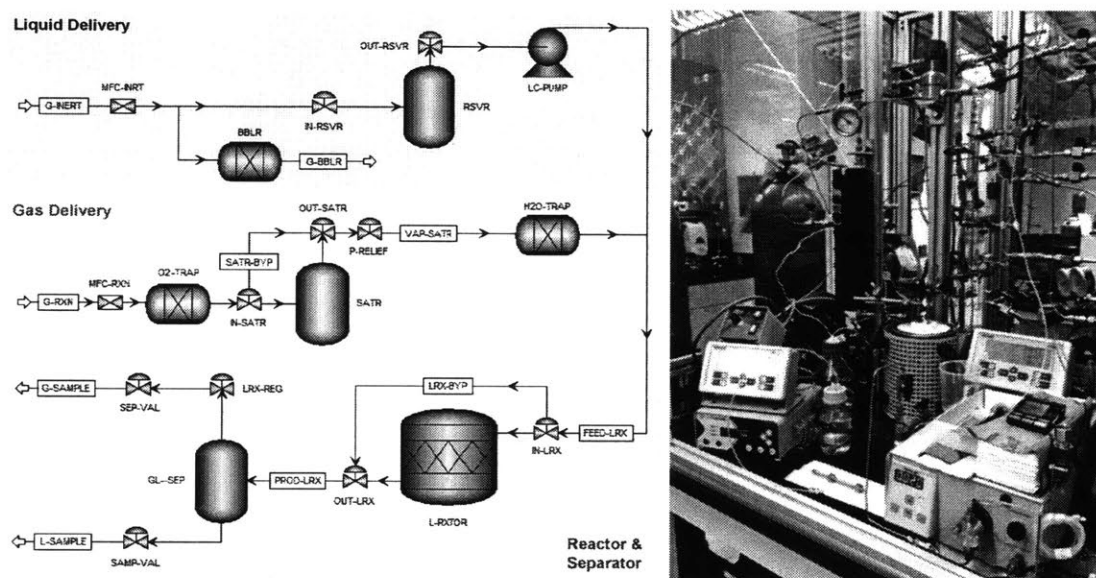 Liquid Delivery
OUT-RSVR
MFC-INRT
LC-PUMP
G-INERT
RSVR
IN-RSVR
BBLR
G-BBLR
Gas Delivery
OUT-SATR
H2O-TRAP
P-RELIEF
VAP-SATR
SATR-BYP
O2-TRAP
MFC-RXN
G-RXN
SATR
IN-SATR
LRX-BYP
G-SAMPLE
LRX-REG
SEP-VAL
FEED-LRX
IN-LRX
GL-SEP
PROD-LRX
OUT-LRX
L-RXTOR
L-SAMPLE
SAMP-VAL
Reactor &
Separator